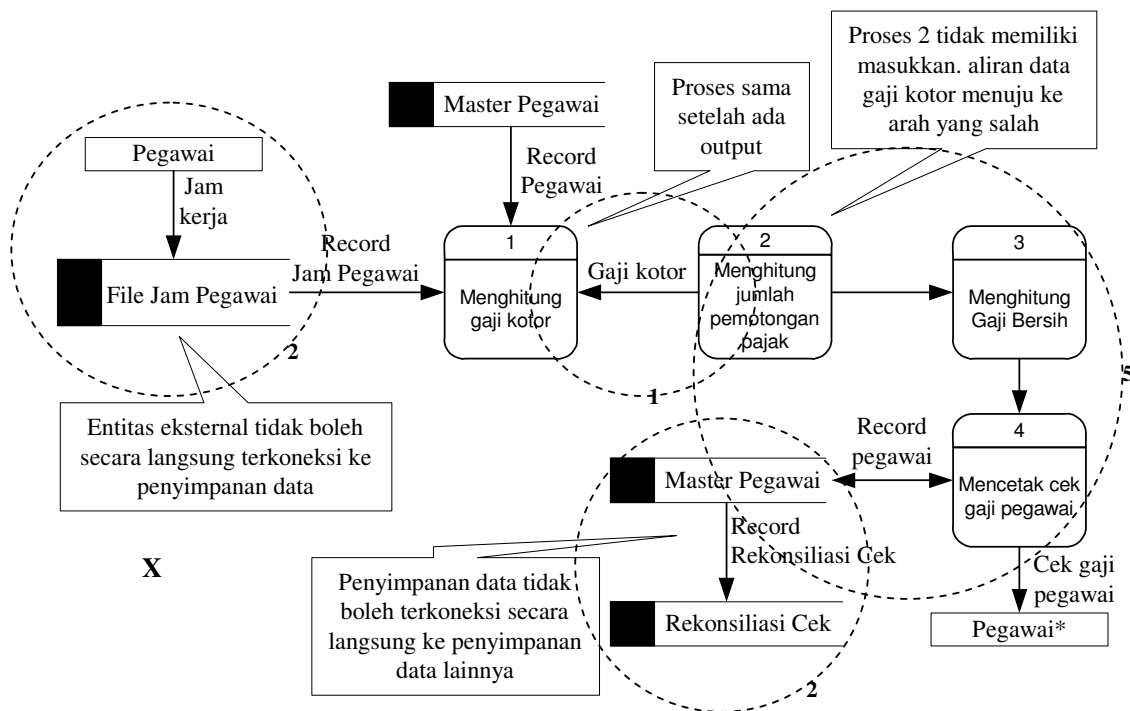 Proses 2 tidak memiliki
masukkan. aliran data
gaji kotor menuju ke
arah yang salah
Proses sama
setelah ada
output
Master Pegawai
Record
Pegawai
Pegawai
Jam
kerja
File Jam Pegawai
Record
Jam Pegawai
1
Menghitung
gaji kotor
Gaji kotor
2
Menghitung
jumlah
pemotongan
pajak
3
Menghitung
Gaji Bersih
2
1
5
Entitas eksternal tidak boleh
secara langsung terkoneksi ke
penyimpanan data
4
Mencetak cek
gaji pegawai
Record
pegawai
Master Pegawai
Record
Rekonsiliasi Cek
X
Penyimpanan data tidak
boleh terkoneksi secara
langsung ke penyimpanan
data lainnya
Rekonsiliasi Cek
Cek gaji
pegawai
Pegawai*
2